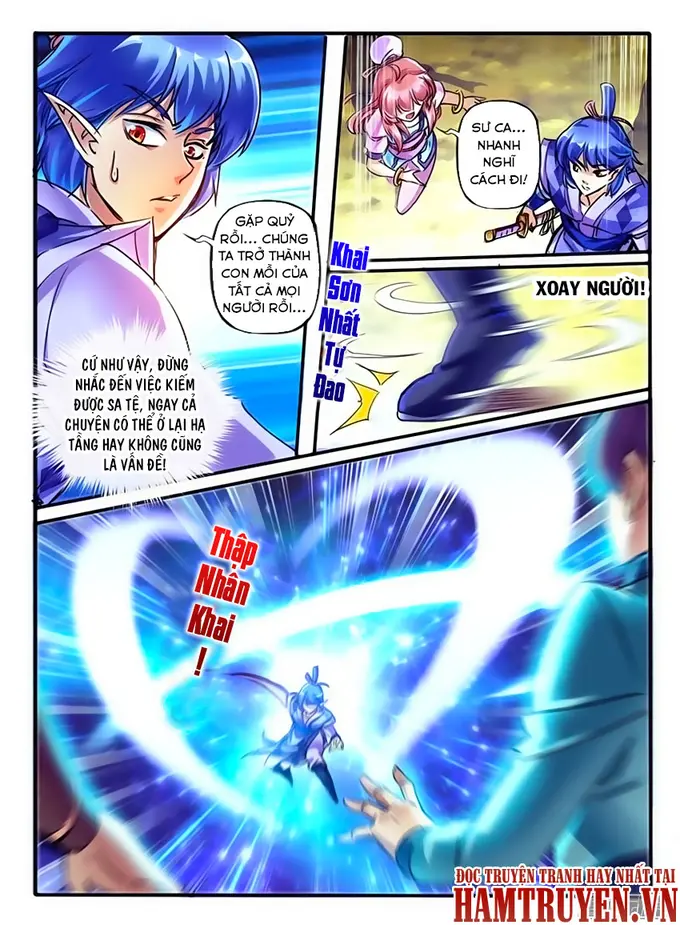 GẶP QUỶ
RỒI... CHÚNG
TA TRỞ THÀNH
CON MỒI CỦA
TẤT CẢ MỌI
NGƯỜI RỒI...
CỨ NHƯ VẬY, ĐỪNG
NHẮC ĐẾN VIỆC KIẾM
ĐƯỢC SA TỆ, NGAY CẢ
CHUYỆN CÓ THỂ Ở LẠI HẠ
TẦNG HAY KHÔNG CŨNG
LÀ VẤN ĐỀ!
SƯ CA...
NHANH
NGHĨ
CÁCH ĐI!
Khai
Sơn
Nhất
Tự
Đao
XOAY NGƯỜI!
Thập
Nhân
Khai
!
ĐỌC TRUYỆN TRANH HAY NHẤT TẠI
HAMTRUYEN.VN